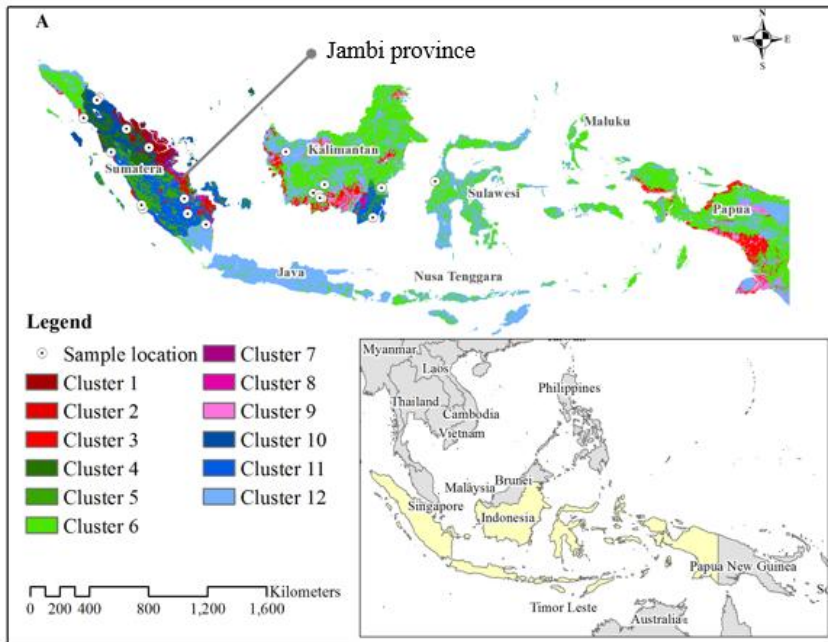 A
N
W E
S
Jambi province
Maluku
Kalimantan
Sumatera
Sulawesi
Papua
Java
Nusa Tenggara
Legend
Sample location
Cluster 1
Cluster 2
Cluster 3
Cluster 4
Cluster 5
Cluster 6
Cluster 7
Cluster 8
Cluster 9
Cluster 10
Cluster 11
Cluster 12
Kilometers
0 200 400 800 1,200 1,600
Myanmar
Laos
Thailand
Philippines
Cambodia
Vietnam
Brunei
Malaysia
Singapore
Indonesia
Papua New Guinea
Timor Leste
Australia